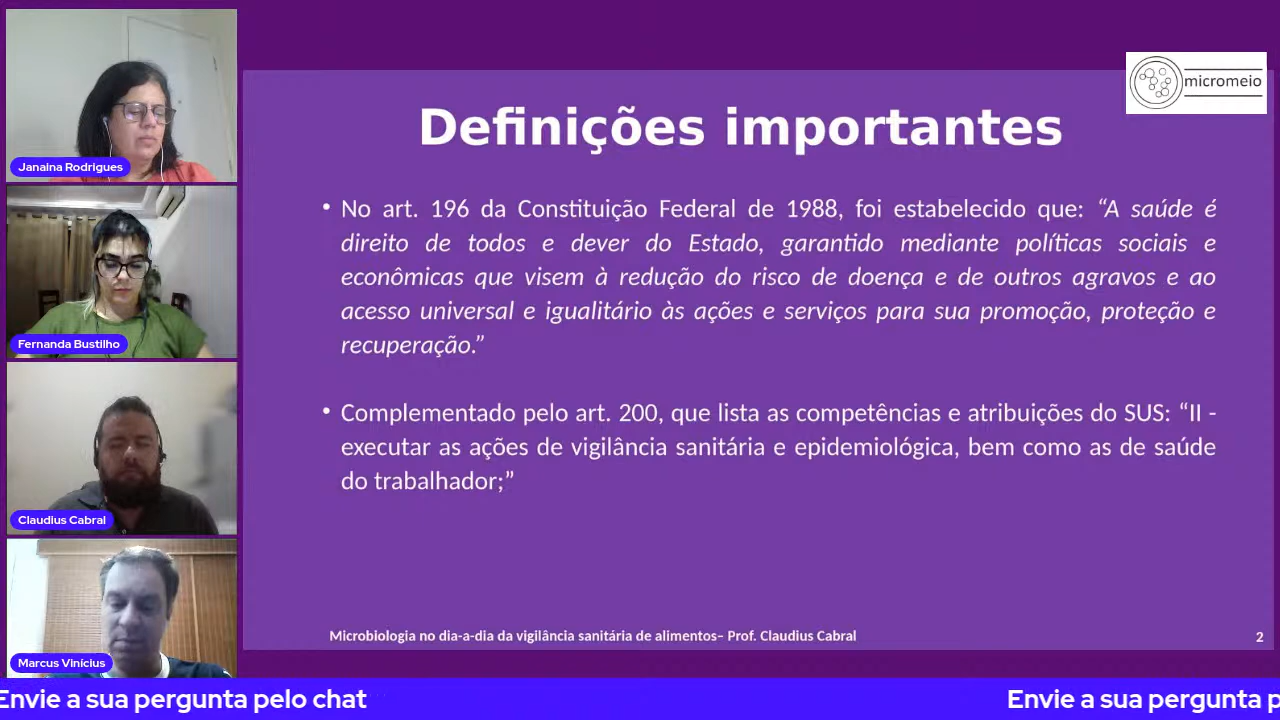 micromeio
Definições importantes
• No art. 196 da Constituição Federal de 1988, foi estabelecido que: “A saúde é
direito de todos e dever do Estado, garantido mediante políticas sociais e
econômicas que visem à redução do risco de doença e de outros agravos e ao
acesso universal e igualitário às ações e serviços para sua promoção, proteção e
recuperação.”
• Complementado pelo art. 200, que lista as competências e atribuições do SUS: “II -
executar as ações de vigilância sanitária e epidemiológica, bem como as de saúde
do trabalhador;”
Microbiologia no dia-a-dia da vigilância sanitária de alimentos– Prof. Claudius Cabral
2
Janaina Rodrigues
Fernanda Bustilho
Claudius Cabral
Marcus Vinícius
Envie a sua pergunta pelo chat
Envie a sua pergunta p